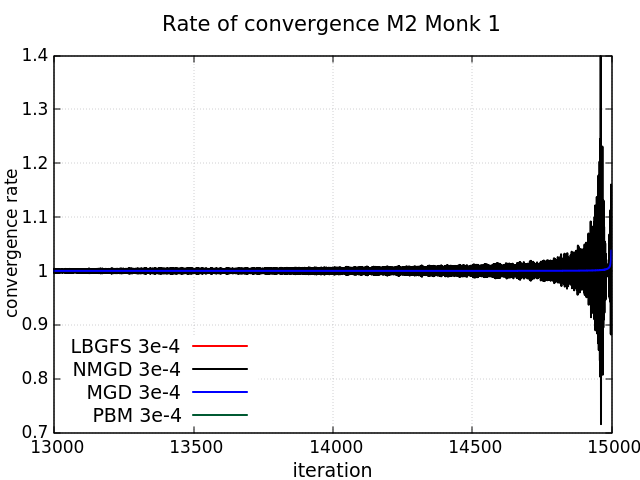 Rate of convergence M2 Monk 1
1.4
1.3
1.2
1.1
1
0.9
0.8
0.7
convergence rate
LBGFS 3e-4
NMGD 3e-4
MGD 3e-4
PBM 3e-4
13000 13500 14000 14500 15000
iteration